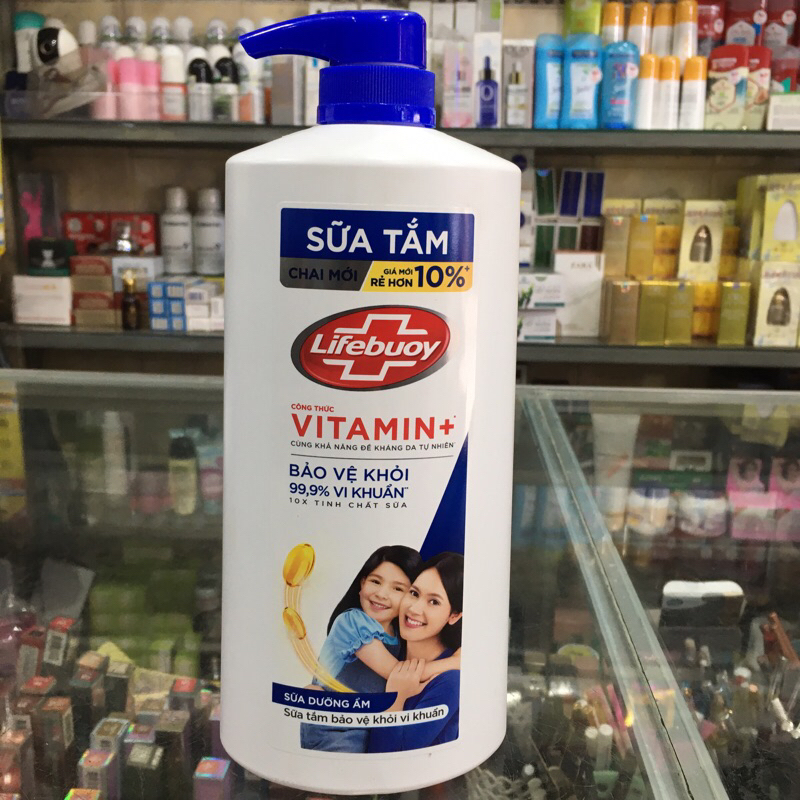 SỮA TẮM
CHAI MỚI
GIÁ MỚI
RẺ HƠN 10%+
Lifebuoy
CÔNG THỨC
VITAMIN+*
CÙNG KHẢ NĂNG ĐỀ KHÁNG DA TỰ NHIÊN*
BẢO VỆ KHỎI
99,9% VI KHUẨN**
10X TINH CHẤT SỮA
SỮA DƯỠNG ẨM
Sữa tắm bảo vệ khỏi vi khuẩn